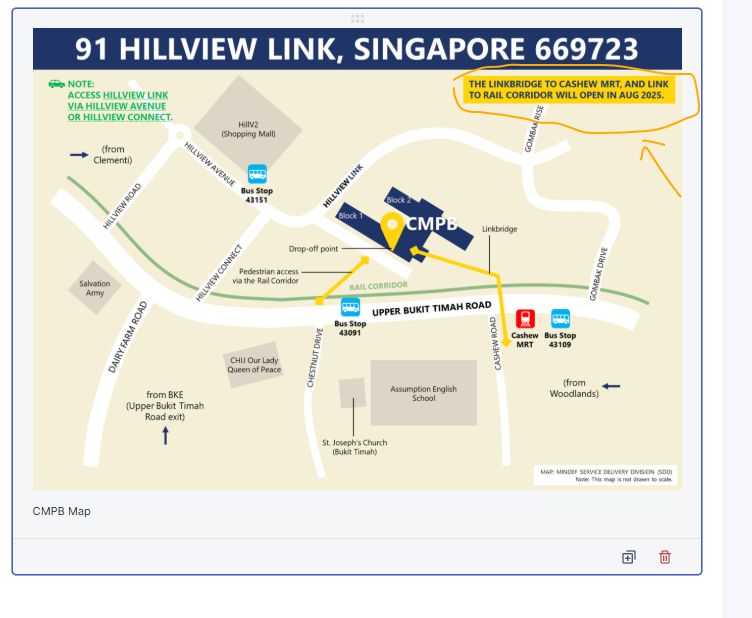 91 HILLVIEW LINK, SINGAPORE 669723
NOTE:
ACCESS HILLVIEW LINK
VIA HILLVIEW AVENUE
OR HILLVIEW CONNECT.
THE LINKBRIDGE TO CASHEW MRT, AND LINK
TO RAIL CORRIDOR WILL OPEN IN AUG 2025.
HillV2
(Shopping Mall)
GOMBAK RISE
(from
Clementi)
HILLVIEW AVENUE
Bus Stop
43151
HILLVIEW LINK
HILLVIEW ROAD
Block 2
Block 1
CMPB
Linkbridge
Drop-off point
Pedestrian access
via the Rail Corridor
HILLVIEW CONNECT
RAIL CORRIDOR
GOMBAK DRIVE
Salvation
Army
UPPER BUKIT TIMAH ROAD
Bus Stop
43091
Cashew
MRT
Bus Stop
43109
DAIRY FARM ROAD
CHESTNUT DRIVE
CASHEW ROAD
CHIJ Our Lady
Queen of Peace
Assumption English
School
(from
Woodlands)
from BKE
(Upper Bukit Timah
Road exit)
St. Joseph's Church
(Bukit Timah)
MAP: MINDEF SERVICE DELIVERY DIVISION (SDD)
Note: This map is not drawn to scale.
CMPB Map